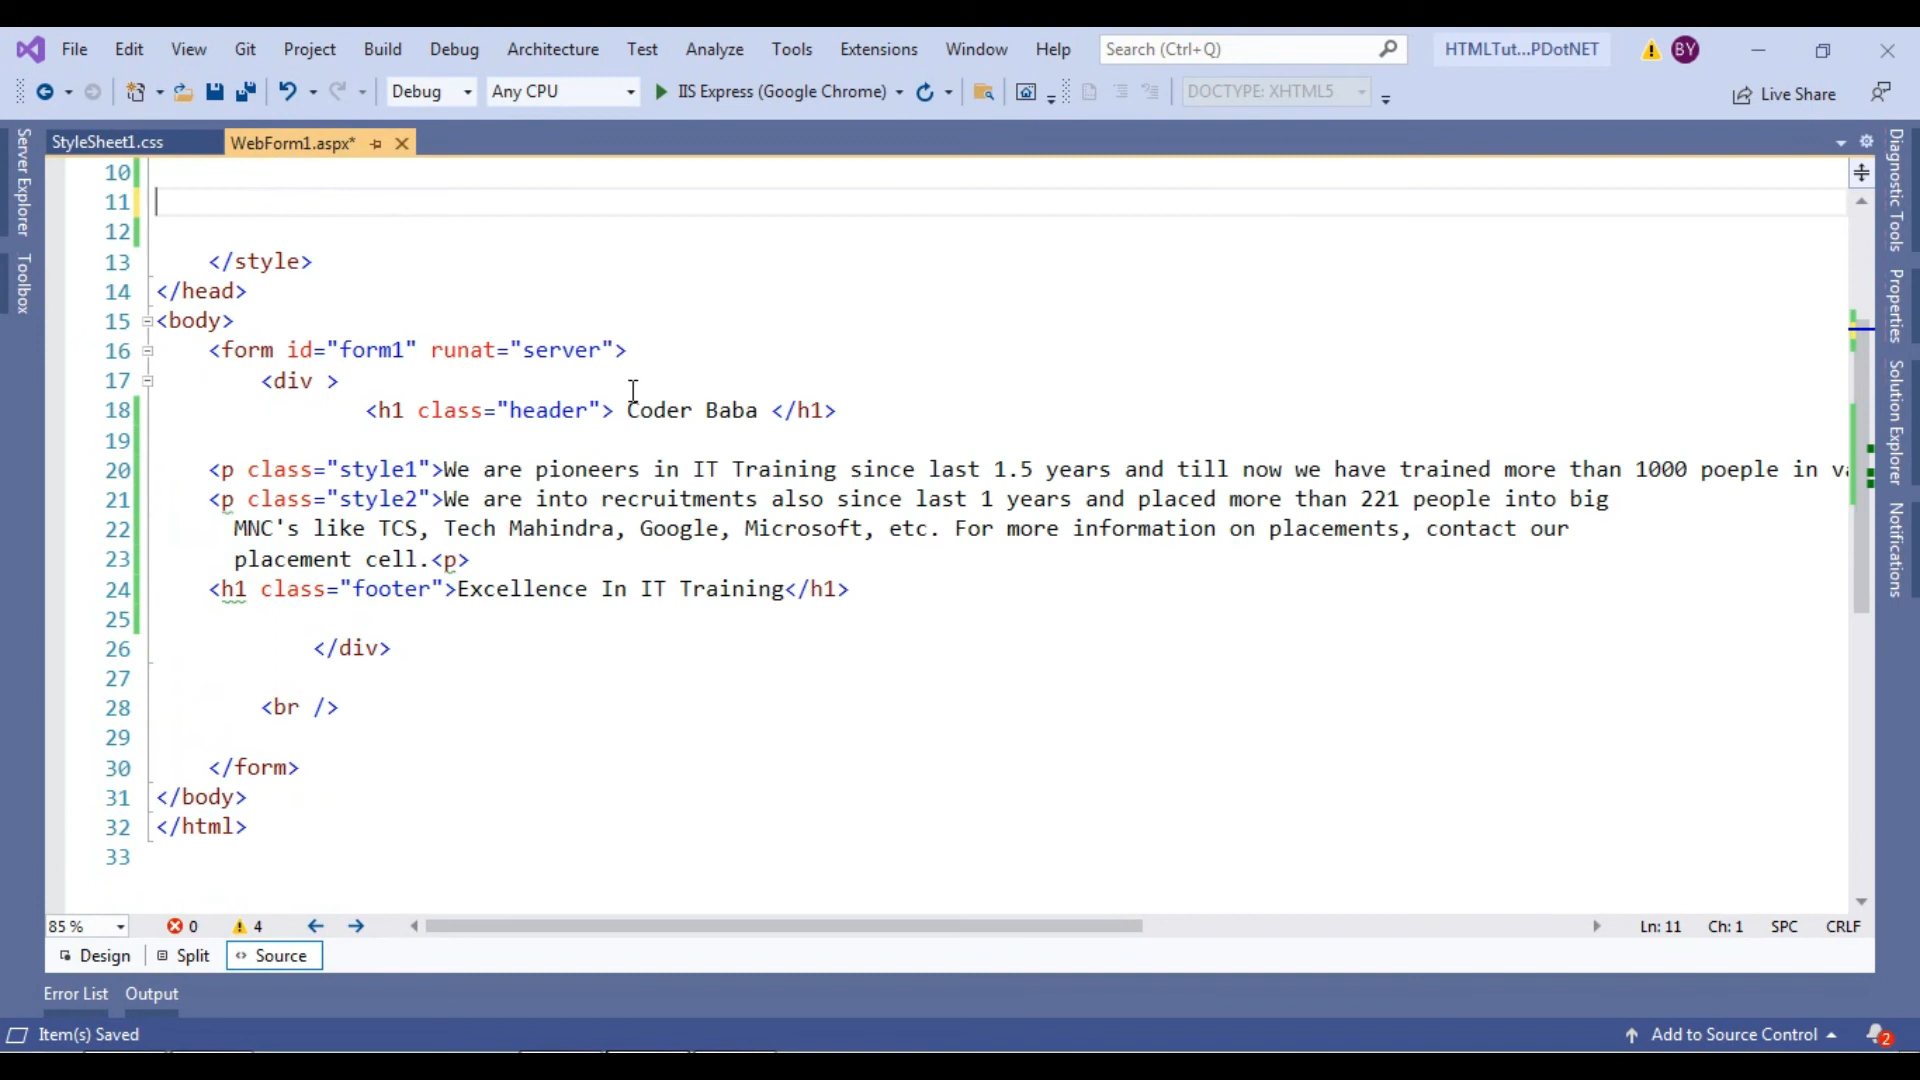 File Edit View Git Project Build Debug Architecture Test Analyze Tools Extensions Window Help Search (Ctrl+Q) HTMLTut...PDotNET BY
Debug Any CPU IIS Express (Google Chrome) DOCTYPE: XHTML5 Live Share
StyleSheet1.css WebForm1.aspx*
Server Explorer
Toolbox
10
11
12
13 </style>
14 </head>
15 <body>
16 <form id="form1" runat="server">
17 <div >
18 <h1 class="header"> Coder Baba </h1>
19
20 <p class="style1">We are pioneers in IT Training since last 1.5 years and till now we have trained more than 1000 poeple in va
21 <p class="style2">We are into recruitments also since last 1 years and placed more than 221 people into big
22 MNC's like TCS, Tech Mahindra, Google, Microsoft, etc. For more information on placements, contact our
23 placement cell.<p>
24 <h1 class="footer">Excellence In IT Training</h1>
25
26 </div>
27
28 <br />
29
30 </form>
31 </body>
32 </html>
33
Diagnostic Tools
Properties
Solution Explorer
Notifications
85 % 0 4 Ln: 11 Ch: 1 SPC CRLF
Design Split Source
Error List Output
Item(s) Saved Add to Source Control 2